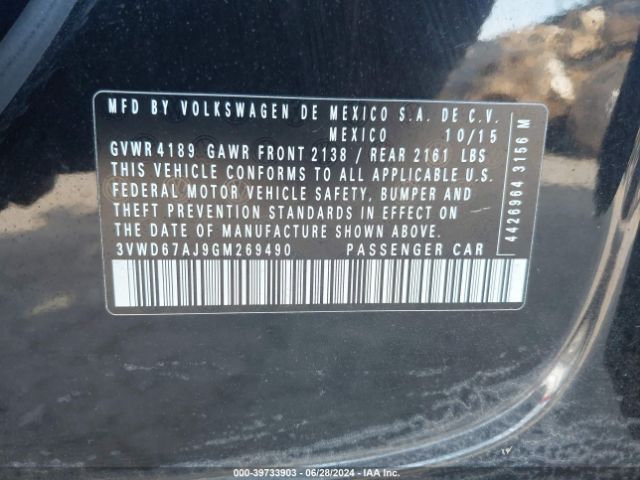 MFD BY VOLKSWAGEN DE MEXICO S.A. DE C.V.
MEXICO 10/15
GVWR 4189 GAWR FRONT 2138 / REAR 2161 LBS
THIS VEHICLE CONFORMS TO ALL APPLICABLE U.S.
FEDERAL MOTOR VEHICLE SAFETY, BUMPER AND
THEFT PREVENTION STANDARDS IN EFFECT ON
THE DATE OF MANUFACTURE SHOWN ABOVE
3VWD67AJ9GM269490 PASSENGER CAR
4426964 3156 M
000-39733903 - 06/28/2024 - IAA Inc.